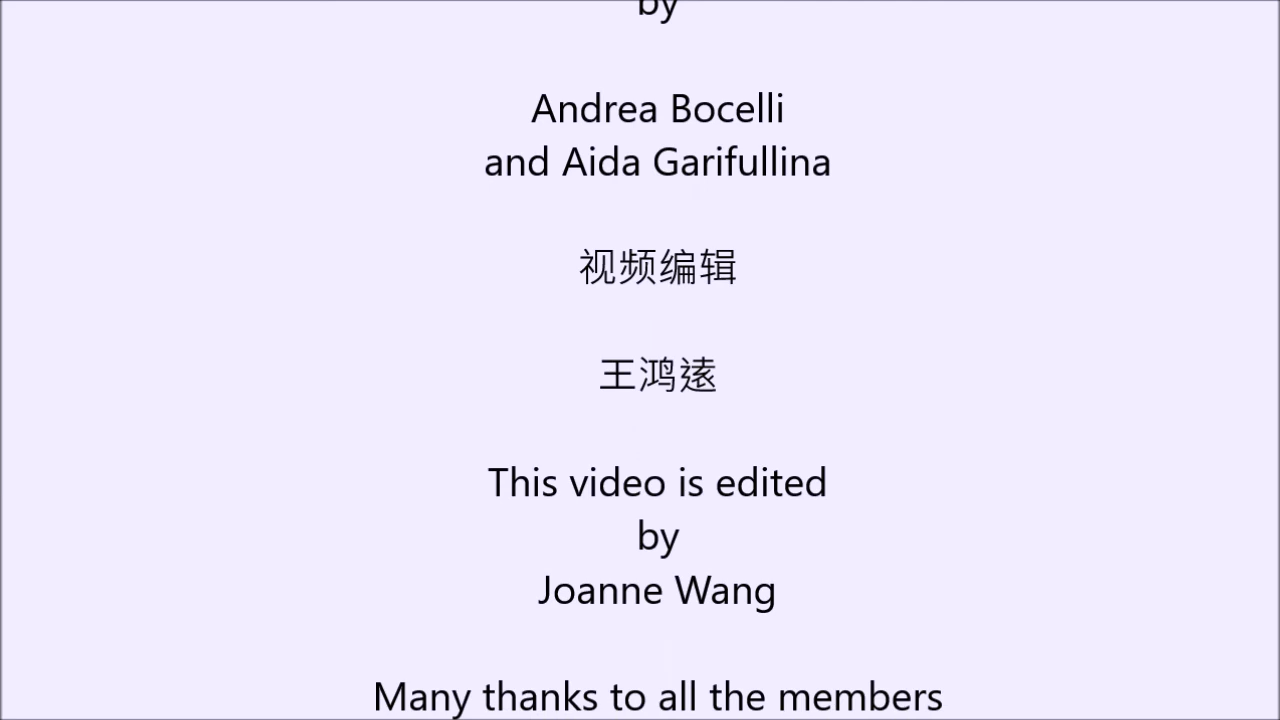 by
Andrea Bocelli
and Aida Garifullina
视频编辑
王鸿逺
This video is edited
by
Joanne Wang
Many thanks to all the members